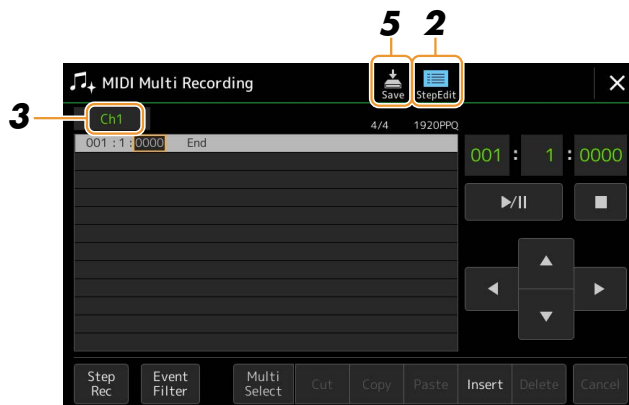 5 2
MIDI Multi Recording
Save
StepEdit
3
Ch1
4/4 1920PPQ
001 : 1 : 0000 End
001 : 1 : 0000
Step Rec
Event Filter
Multi Select
Cut
Copy
Paste
Insert
Delete
Cancel